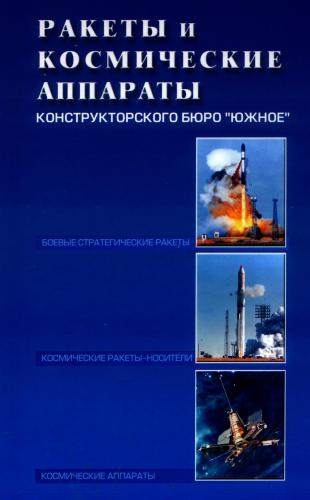 РАКЕТЫ И
КОСМИЧЕСКИЕ
АППАРАТЫ
КОНСТРУКТОРСКОГО БЮРО "ЮЖНОЕ"
БОЕВЫЕ СТРАТЕГИЧЕСКИЕ РАКЕТЫ
КОСМИЧЕСКИЕ РАКЕТЫ-НОСИТЕЛИ
КОСМИЧЕСКИЕ АППАРАТЫ